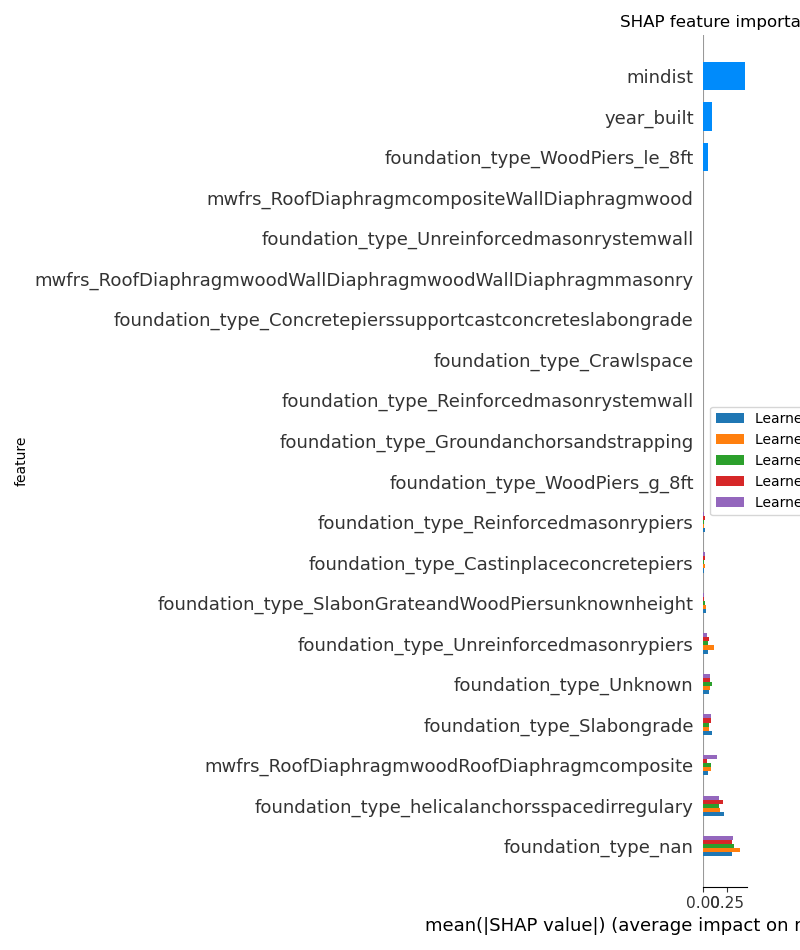 SHAP feature importa
mindist
year_built
foundation_type_WoodPiers_le_8ft
mwfrs_RoofDiaphragmcompositeWallDiaphragmwood
foundation_type_Unreinforcedmasonrystemwall
mwfrs_RoofDiaphragmwoodWallDiaphragmwoodWallDiaphragmmasonry
foundation_type_Concretepierssupportcastconcreteslabongrade
foundation_type_Crawlspace
foundation_type_Reinforcedmasonrystemwall
foundation_type_Groundanchorsandstrapping
foundation_type_WoodPiers_g_8ft
foundation_type_Reinforcedmasonrypiers
foundation_type_Castinplaceconcretepiers
foundation_type_SlabonGrateandWoodPiersunknownheight
foundation_type_Unreinforcedmasonrypiers
foundation_type_Unknown
foundation_type_Slabongrade
mwfrs_RoofDiaphragmwoodRoofDiaphragmcomposite
foundation_type_helicalanchorsspacedirregulary
foundation_type_nan
feature
Learne
Learne
Learne
Learne
Learne
0.00 0.25
mean(|SHAP value|) (average impact on